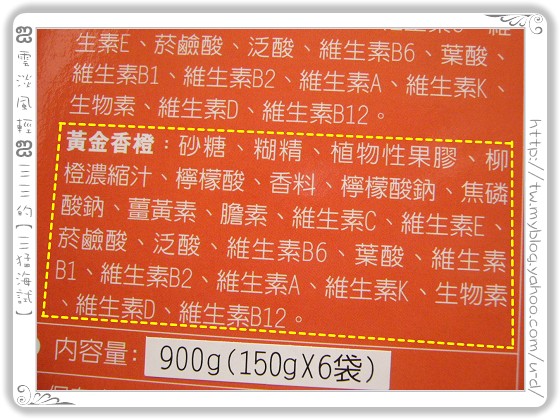 生素E、菸鹼酸、泛酸、維生素B6、葉酸、
維生素B1、維生素B2、維生素A、維生素K、
生物素、維生素D、維生素B12。
黃金香橙：砂糖、糊精、植物性果膠、柳
橙濃縮汁、檸檬酸、香料、檸檬酸鈉、焦磷
酸鈉、薑黃素、膽素、維生素C、維生素E、
菸鹼酸、泛酸、維生素B6、葉酸、維生素
B1、維生素B2、維生素A、維生素K、生物素
、維生素D、維生素B12。
內容量：900g(150gX6袋)
雲淡風輕 三三的【三猛海試】
http://tw.myblog.yahoo.com/u-d/